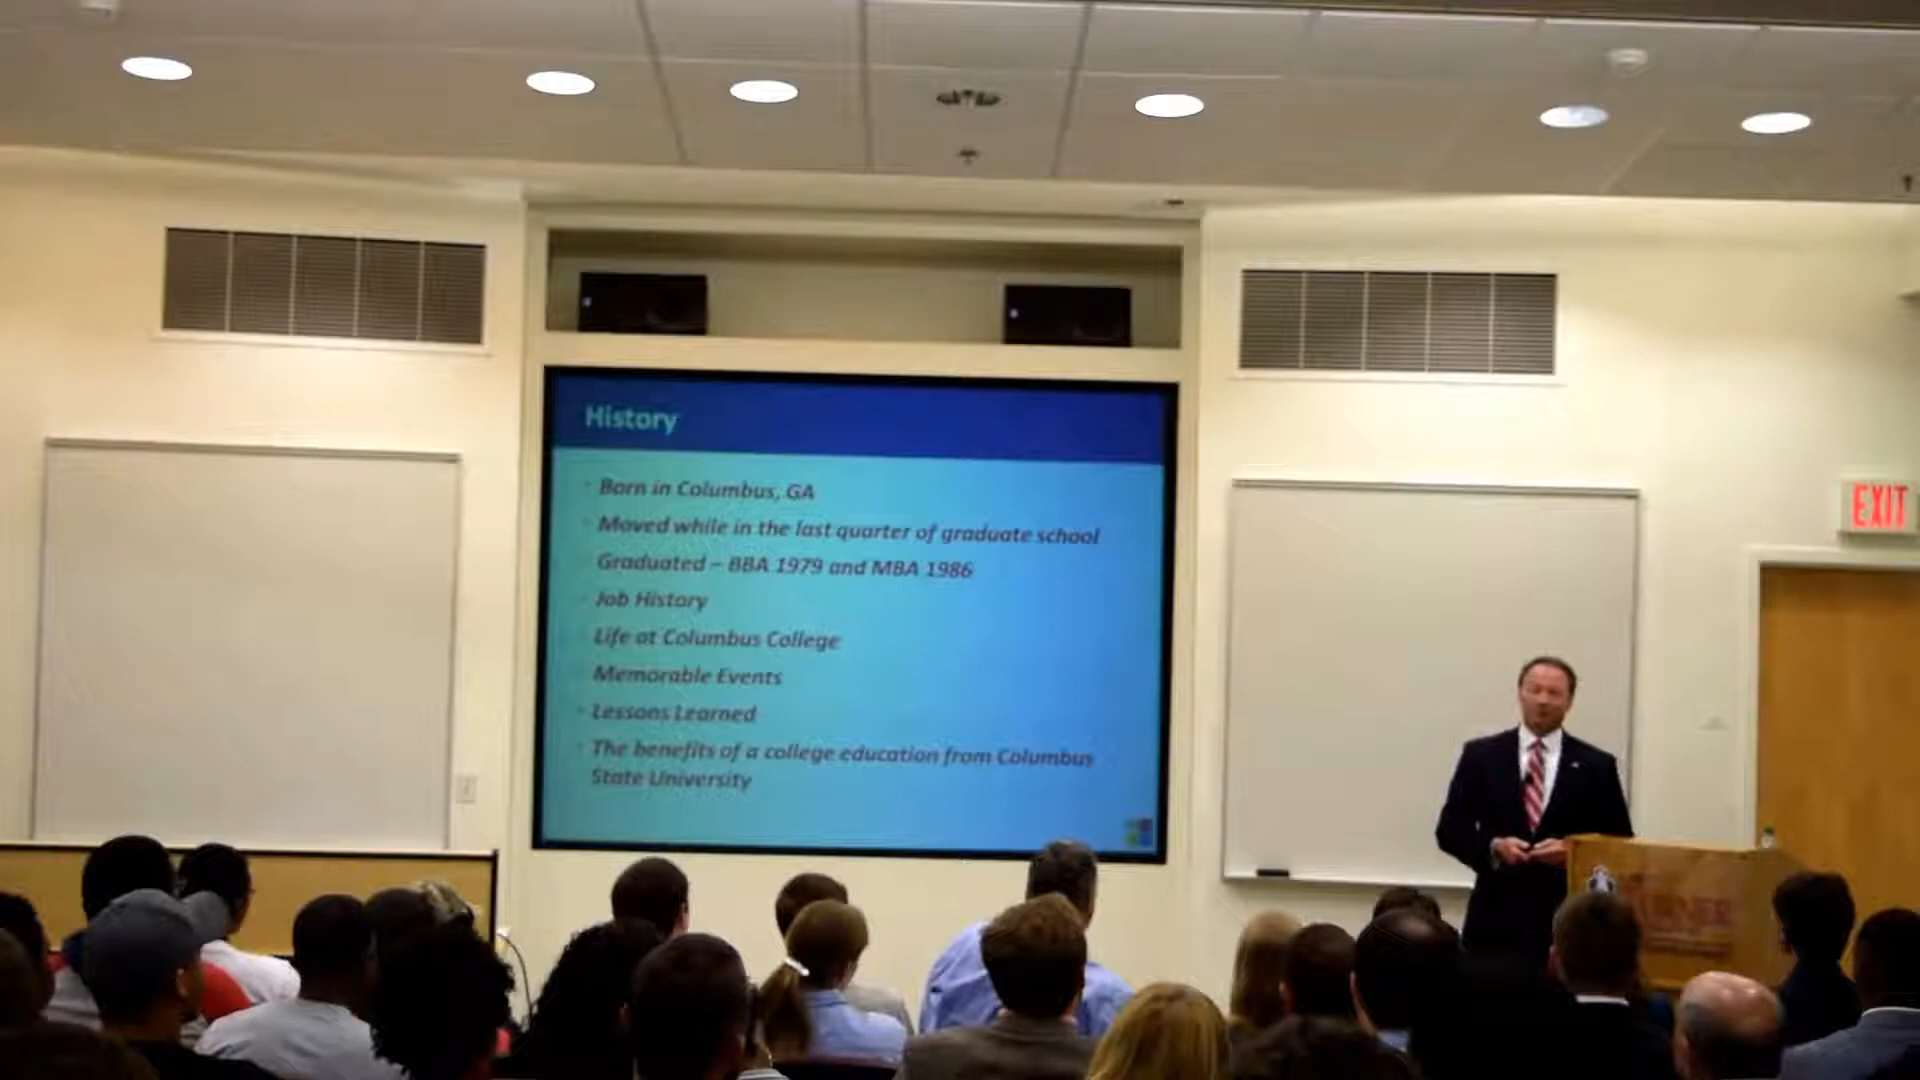 History
Born in Columbus, GA
Moved while in the last quarter of graduate school
Graduated – BBA 1979 and MBA 1986
Job History
Life at Columbus College
Memorable Events
Lessons Learned
The benefits of a college education from Columbus
State University
EXIT